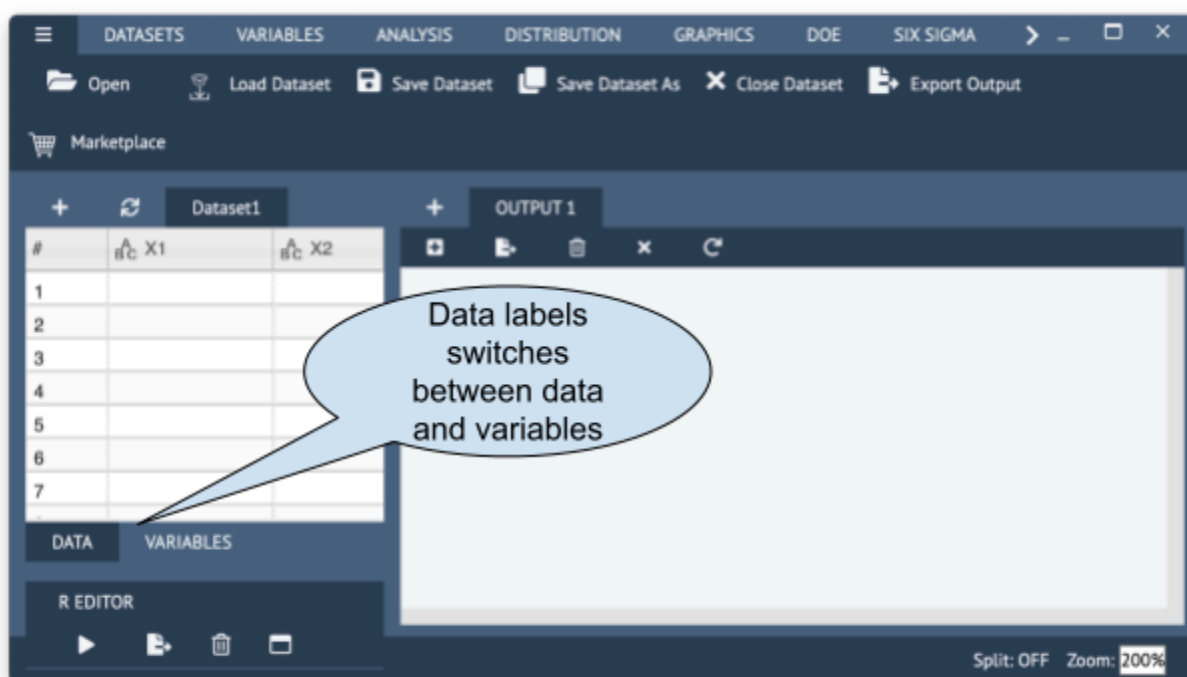 DATASETS VARIABLES ANALYSIS DISTRIBUTION GRAPHICS DOE SIX SIGMA
Open Load Dataset Save Dataset Save Dataset As Close Dataset Export Output
Marketplace
Dataset1
# ABC X1 ABC X2
1
2
3
4
5
6
7
DATA VARIABLES
R EDITOR
OUTPUT 1
Data labels
switches
between data
and variables
Split: OFF Zoom: 200%